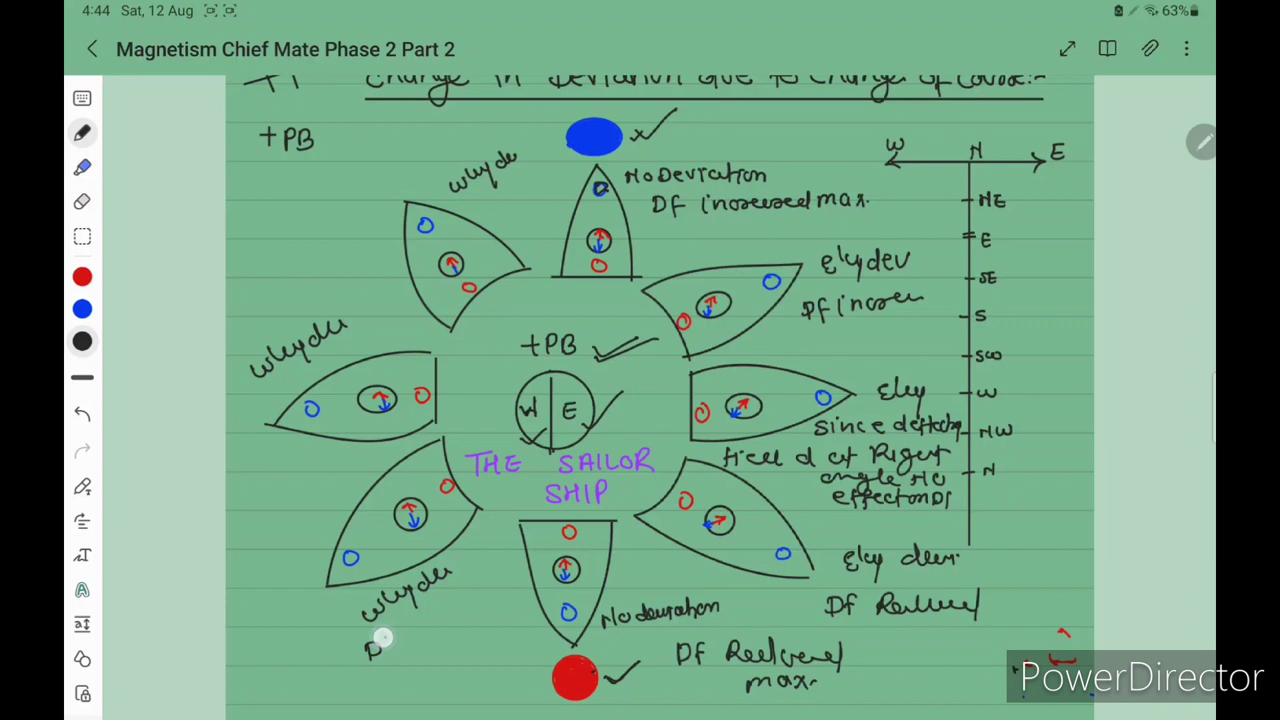 4:44 Sat, 12 Aug
63%
Magnetism Chief Mate Phase 2 Part 2
Change in Deviation due to Change of Course:-
+PB
No Deviation
DF increased max.
W N E
NE
E
SE
S
SW
W
NW
N
Ely dev
DF increa
Wly dev
Wly dev
+PB
W E
Ely
since deflecting
field d at Right
angle NO
effect on Df
THE SAILOR
SHIP
Ely devn.
Df Reduced
No deviation
DF Reduced
max.
Wly dev
D
PowerDirector